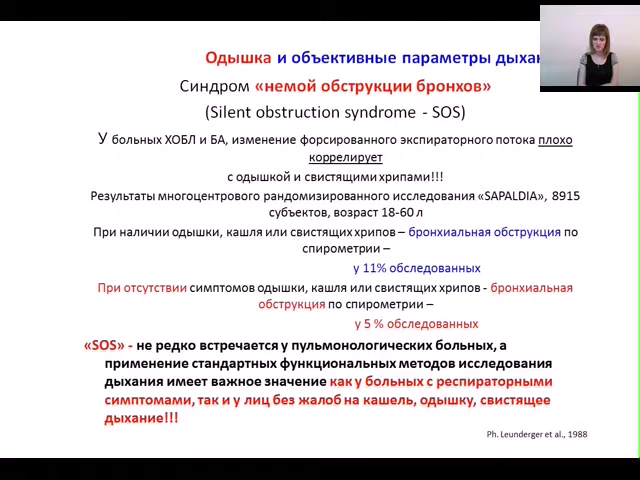 Одышка и объективные параметры дыхан
Синдром «немой обструкции бронхов»
(Silent obstruction syndrome - SOS)
У больных ХОБЛ и БА, изменение форсированного экспираторного потока плохо
коррелирует
с одышкой и свистящими хрипами!!!
Результаты многоцентрового рандомизированного исследования «SAPALDIA», 8915
субъектов, возраст 18-60 л
При наличии одышки, кашля или свистящих хрипов – бронхиальная обструкция по
спирометрии –
у 11% обследованных
При отсутствии симптомов одышки, кашля или свистящих хрипов - бронхиальная
обструкция по спирометрии –
у 5 % обследованных
«SOS» - не редко встречается у пульмонологических больных, а
применение стандартных функциональных методов исследования
дыхания имеет важное значение как у больных с респираторными
симптомами, так и у лиц без жалоб на кашель, одышку, свистящее
дыхание!!!
Ph. Leunderger et al., 1988